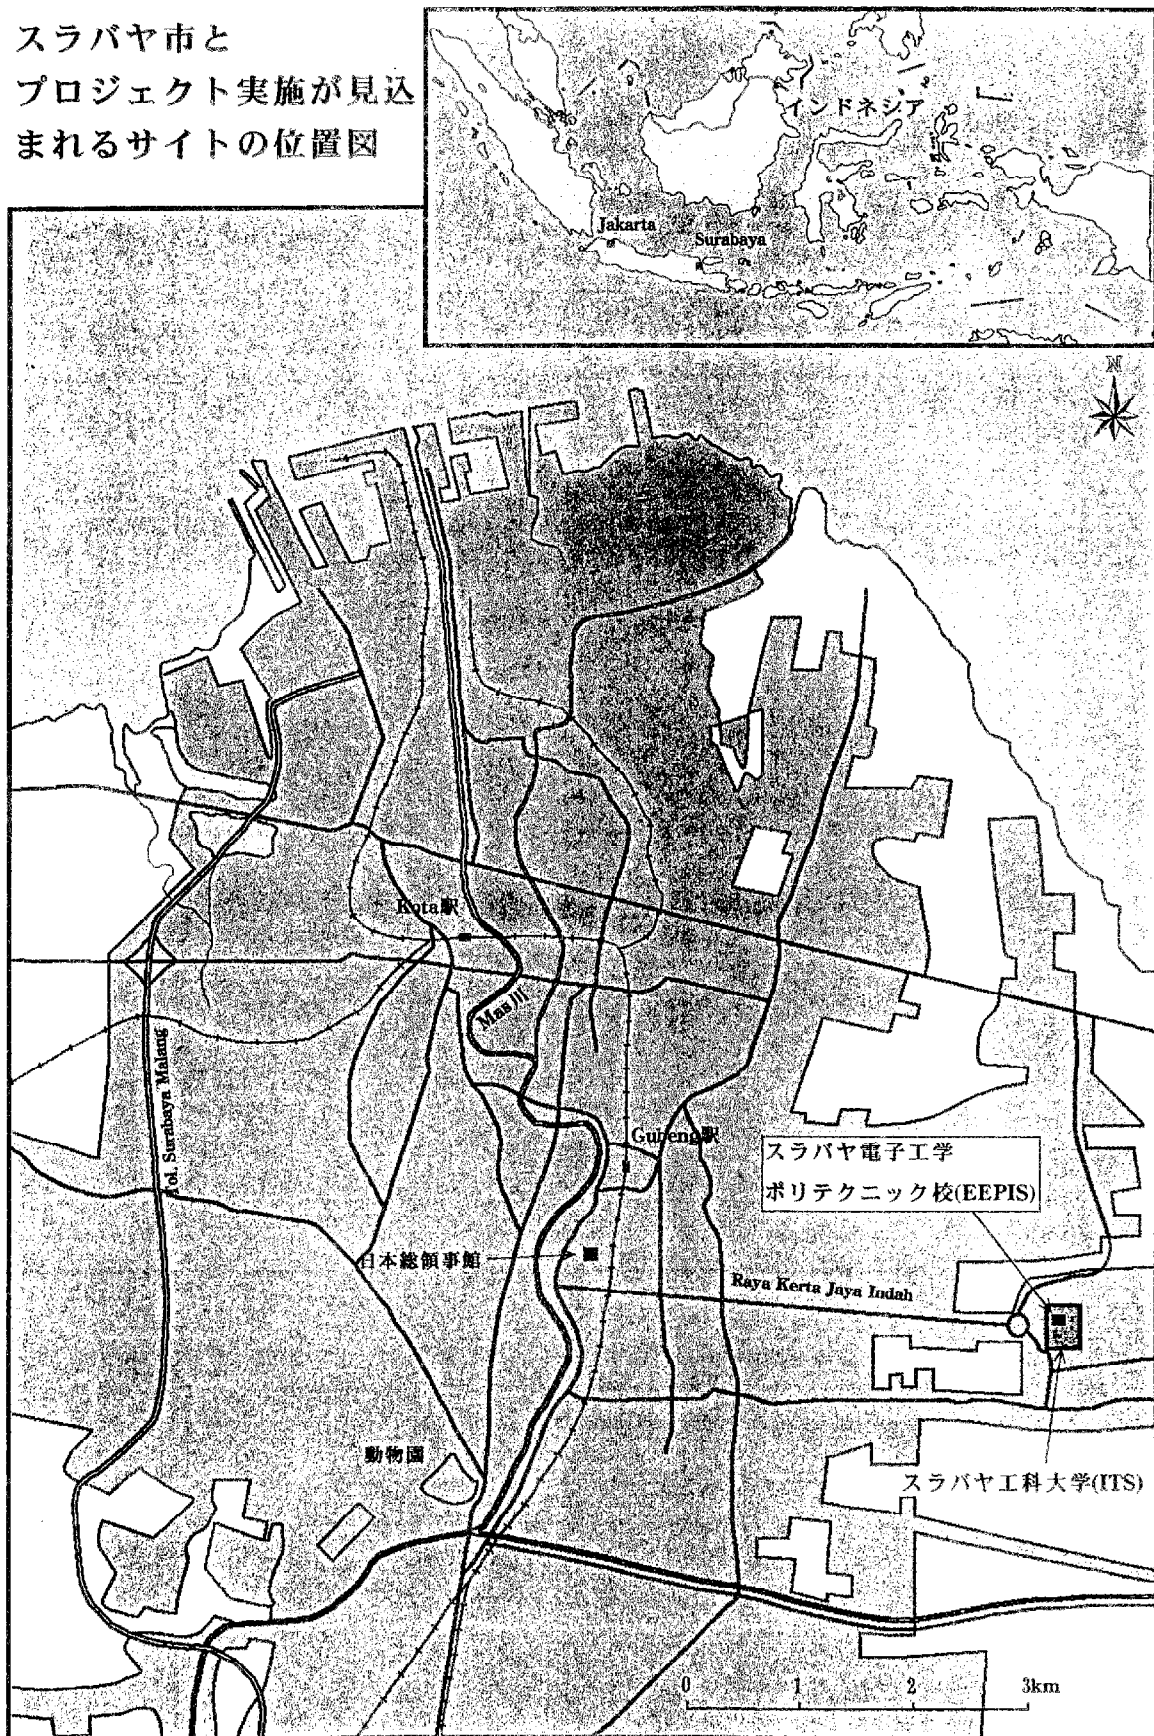 スラバヤ市と
プロジェクト実施が見込
まれるサイトの位置図
インドネシア
Jakarta
Surabaya
N
Kota駅
Mas川
Tol. Surabaya Malang
Gubeng駅
スラバヤ電子工学
ポリテクニック校(EEPIS)
日本総領事館
Raya Kerta Jaya Indah
動物園
スラバヤ工科大学(ITS)
0 1 2 3km